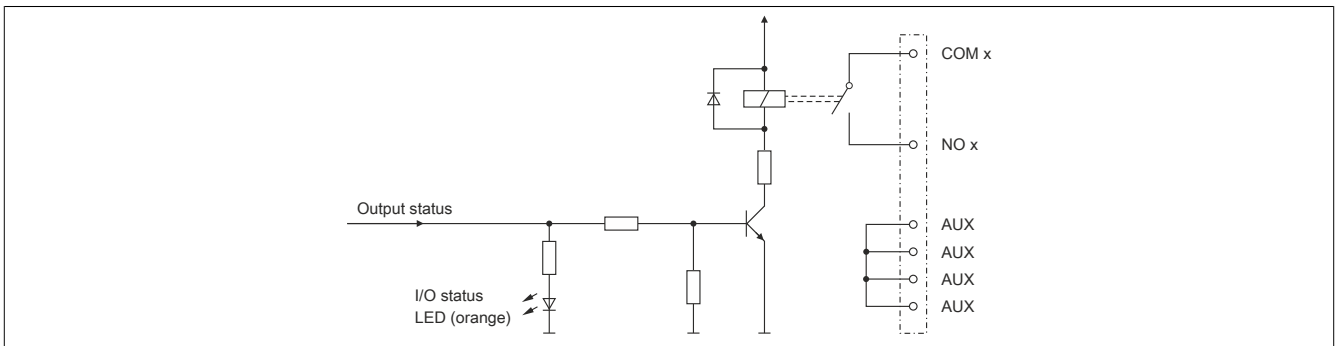 COM x
NO x
Output status
AUX
AUX
I/O status
LED (orange)
AUX
AUX